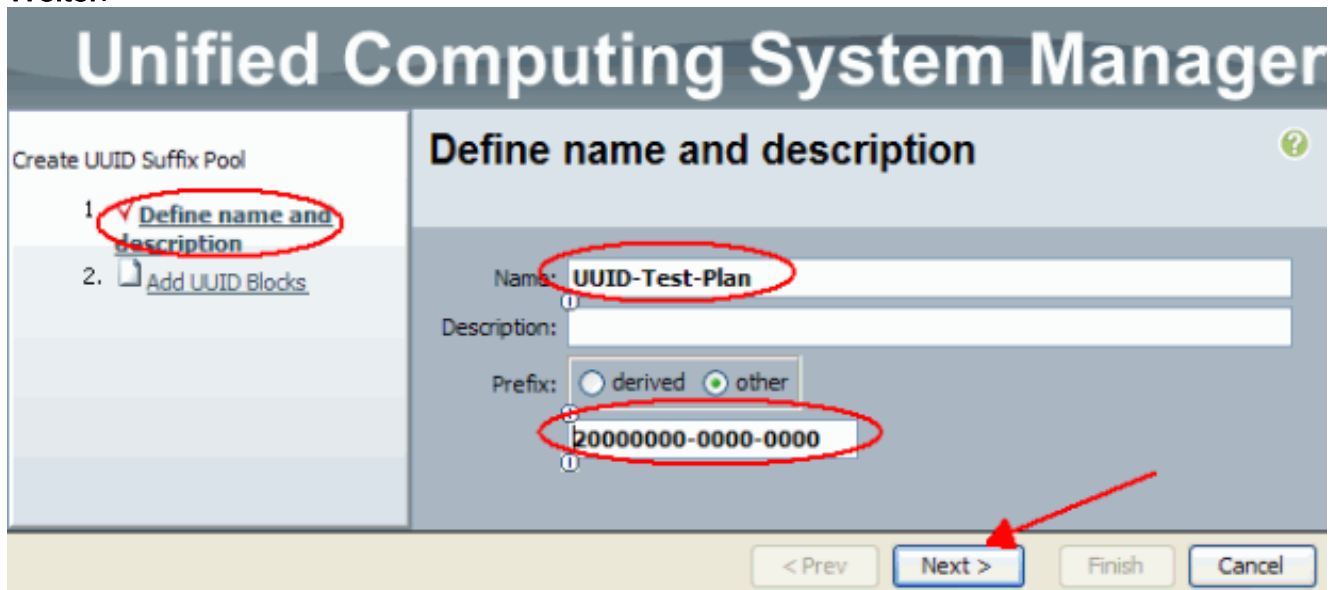 Unified Computing System Manager
Create UUID Suffix Pool
1. Define name and
description
2. Add UUID Blocks
Define name and description
Name: UUID-Test-Plan
Description:
Prefix: derived other
20000000-0000-0000
< Prev Next > Finish Cancel